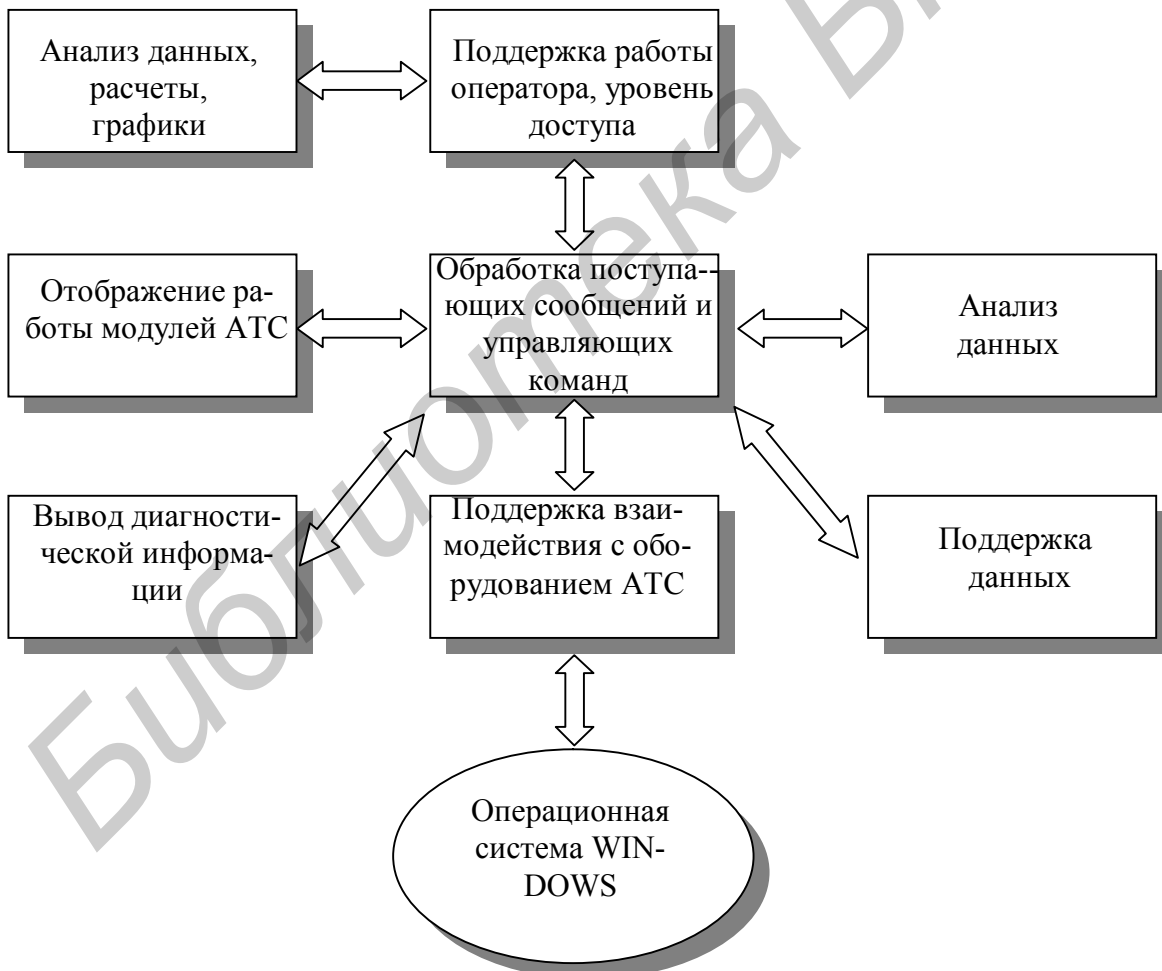 Анализ данных,
расчеты,
графики
Поддержка работы
оператора, уровень
доступа
Отображение ра-
боты модулей АТС
Обработка поступа--
ющих сообщений и
управляющих
команд
Анализ
данных
Вывод диагности-
ческой информа-
ции
Поддержка взаи-
модействия с обо-
рудованием АТС
Поддержка
данных
Операционная
система WIN-
DOWS
Библиотека